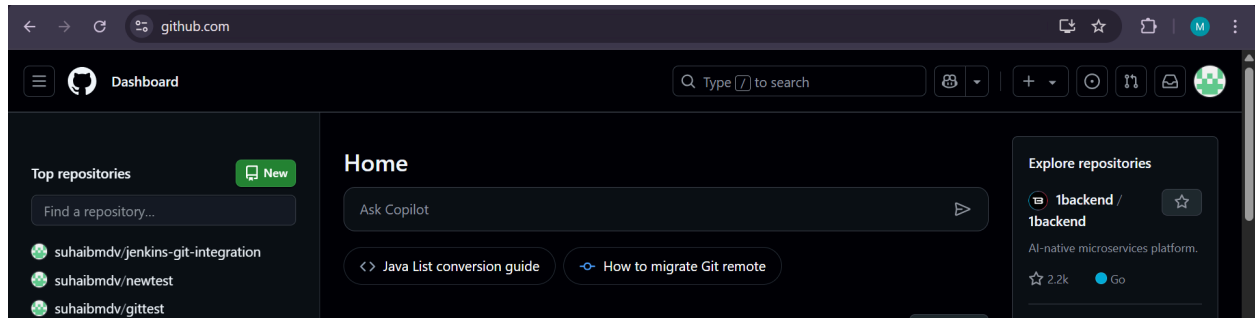 github.com
M
Dashboard
Type / to search
Top repositories
New
Find a repository...
suhaibmdv/jenkins-git-integration
suhaibmdv/newtest
suhaibmdv/gittest
Home
Ask Copilot
Java List conversion guide
How to migrate Git remote
Explore repositories
1backend /
1backend
AI-native microservices platform.
2.2k
Go